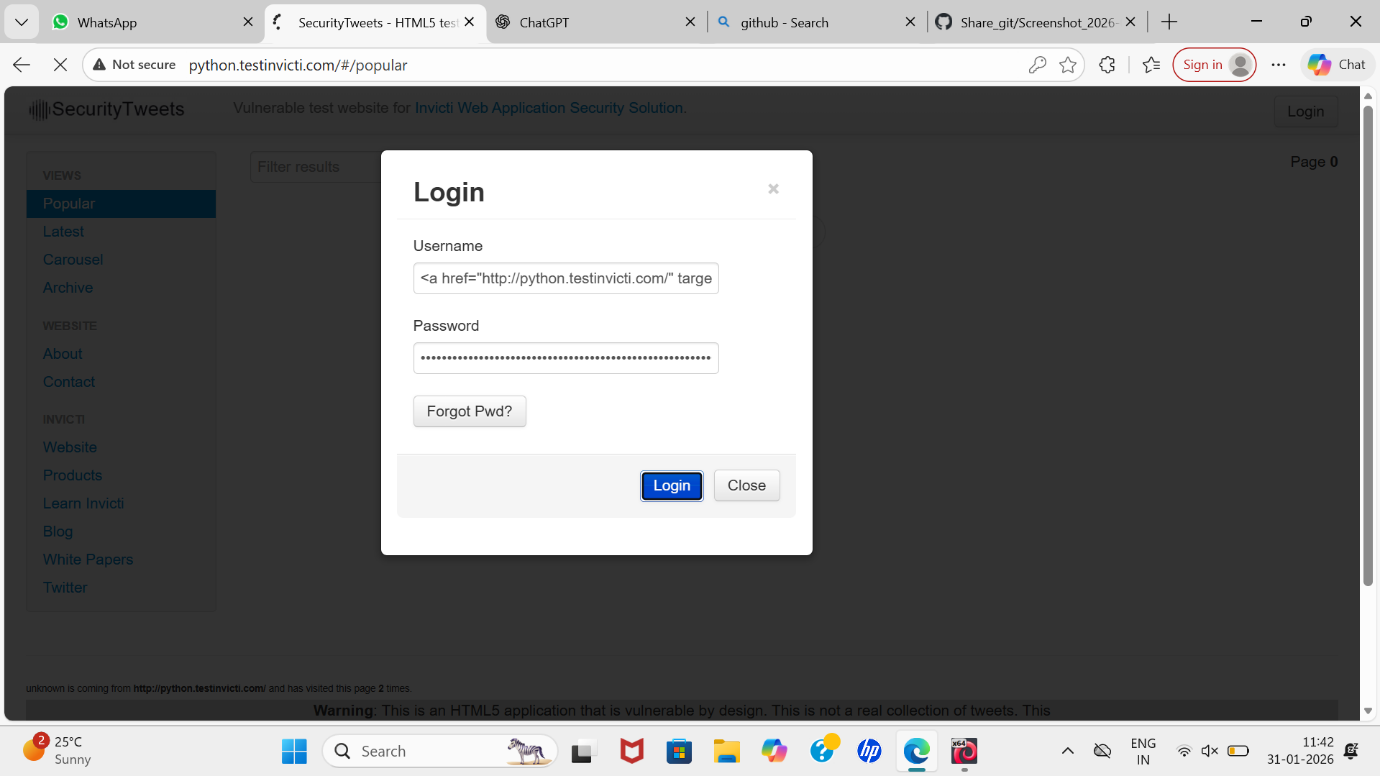 WhatsApp
SecurityTweets - HTML5 test
ChatGPT
github - Search
Share_git/Screenshot_2026-
Not secure
python.testinvicti.com/#/popular
Sign in
Chat
SecurityTweets
Vulnerable test website for Invicti Web Application Security Solution.
Login
VIEWS
Popular
Latest
Carousel
Archive
WEBSITE
About
Contact
INVICTI
Website
Products
Learn Invicti
Blog
White Papers
Twitter
Filter results
Page 0
Login
×
Username
<a href="http://python.testinvicti.com/" targe
Password
••••••••••••••••••••••••••••••••••••••••••••••••••••••
Forgot Pwd?
Login
Close
unknown is coming from http://python.testinvicti.com/ and has visited this page 2 times.
Warning: This is an HTML5 application that is vulnerable by design. This is not a real collection of tweets. This
2
25°C
Sunny
Search
hp
x64
ENG
IN
11:42
31-01-2026